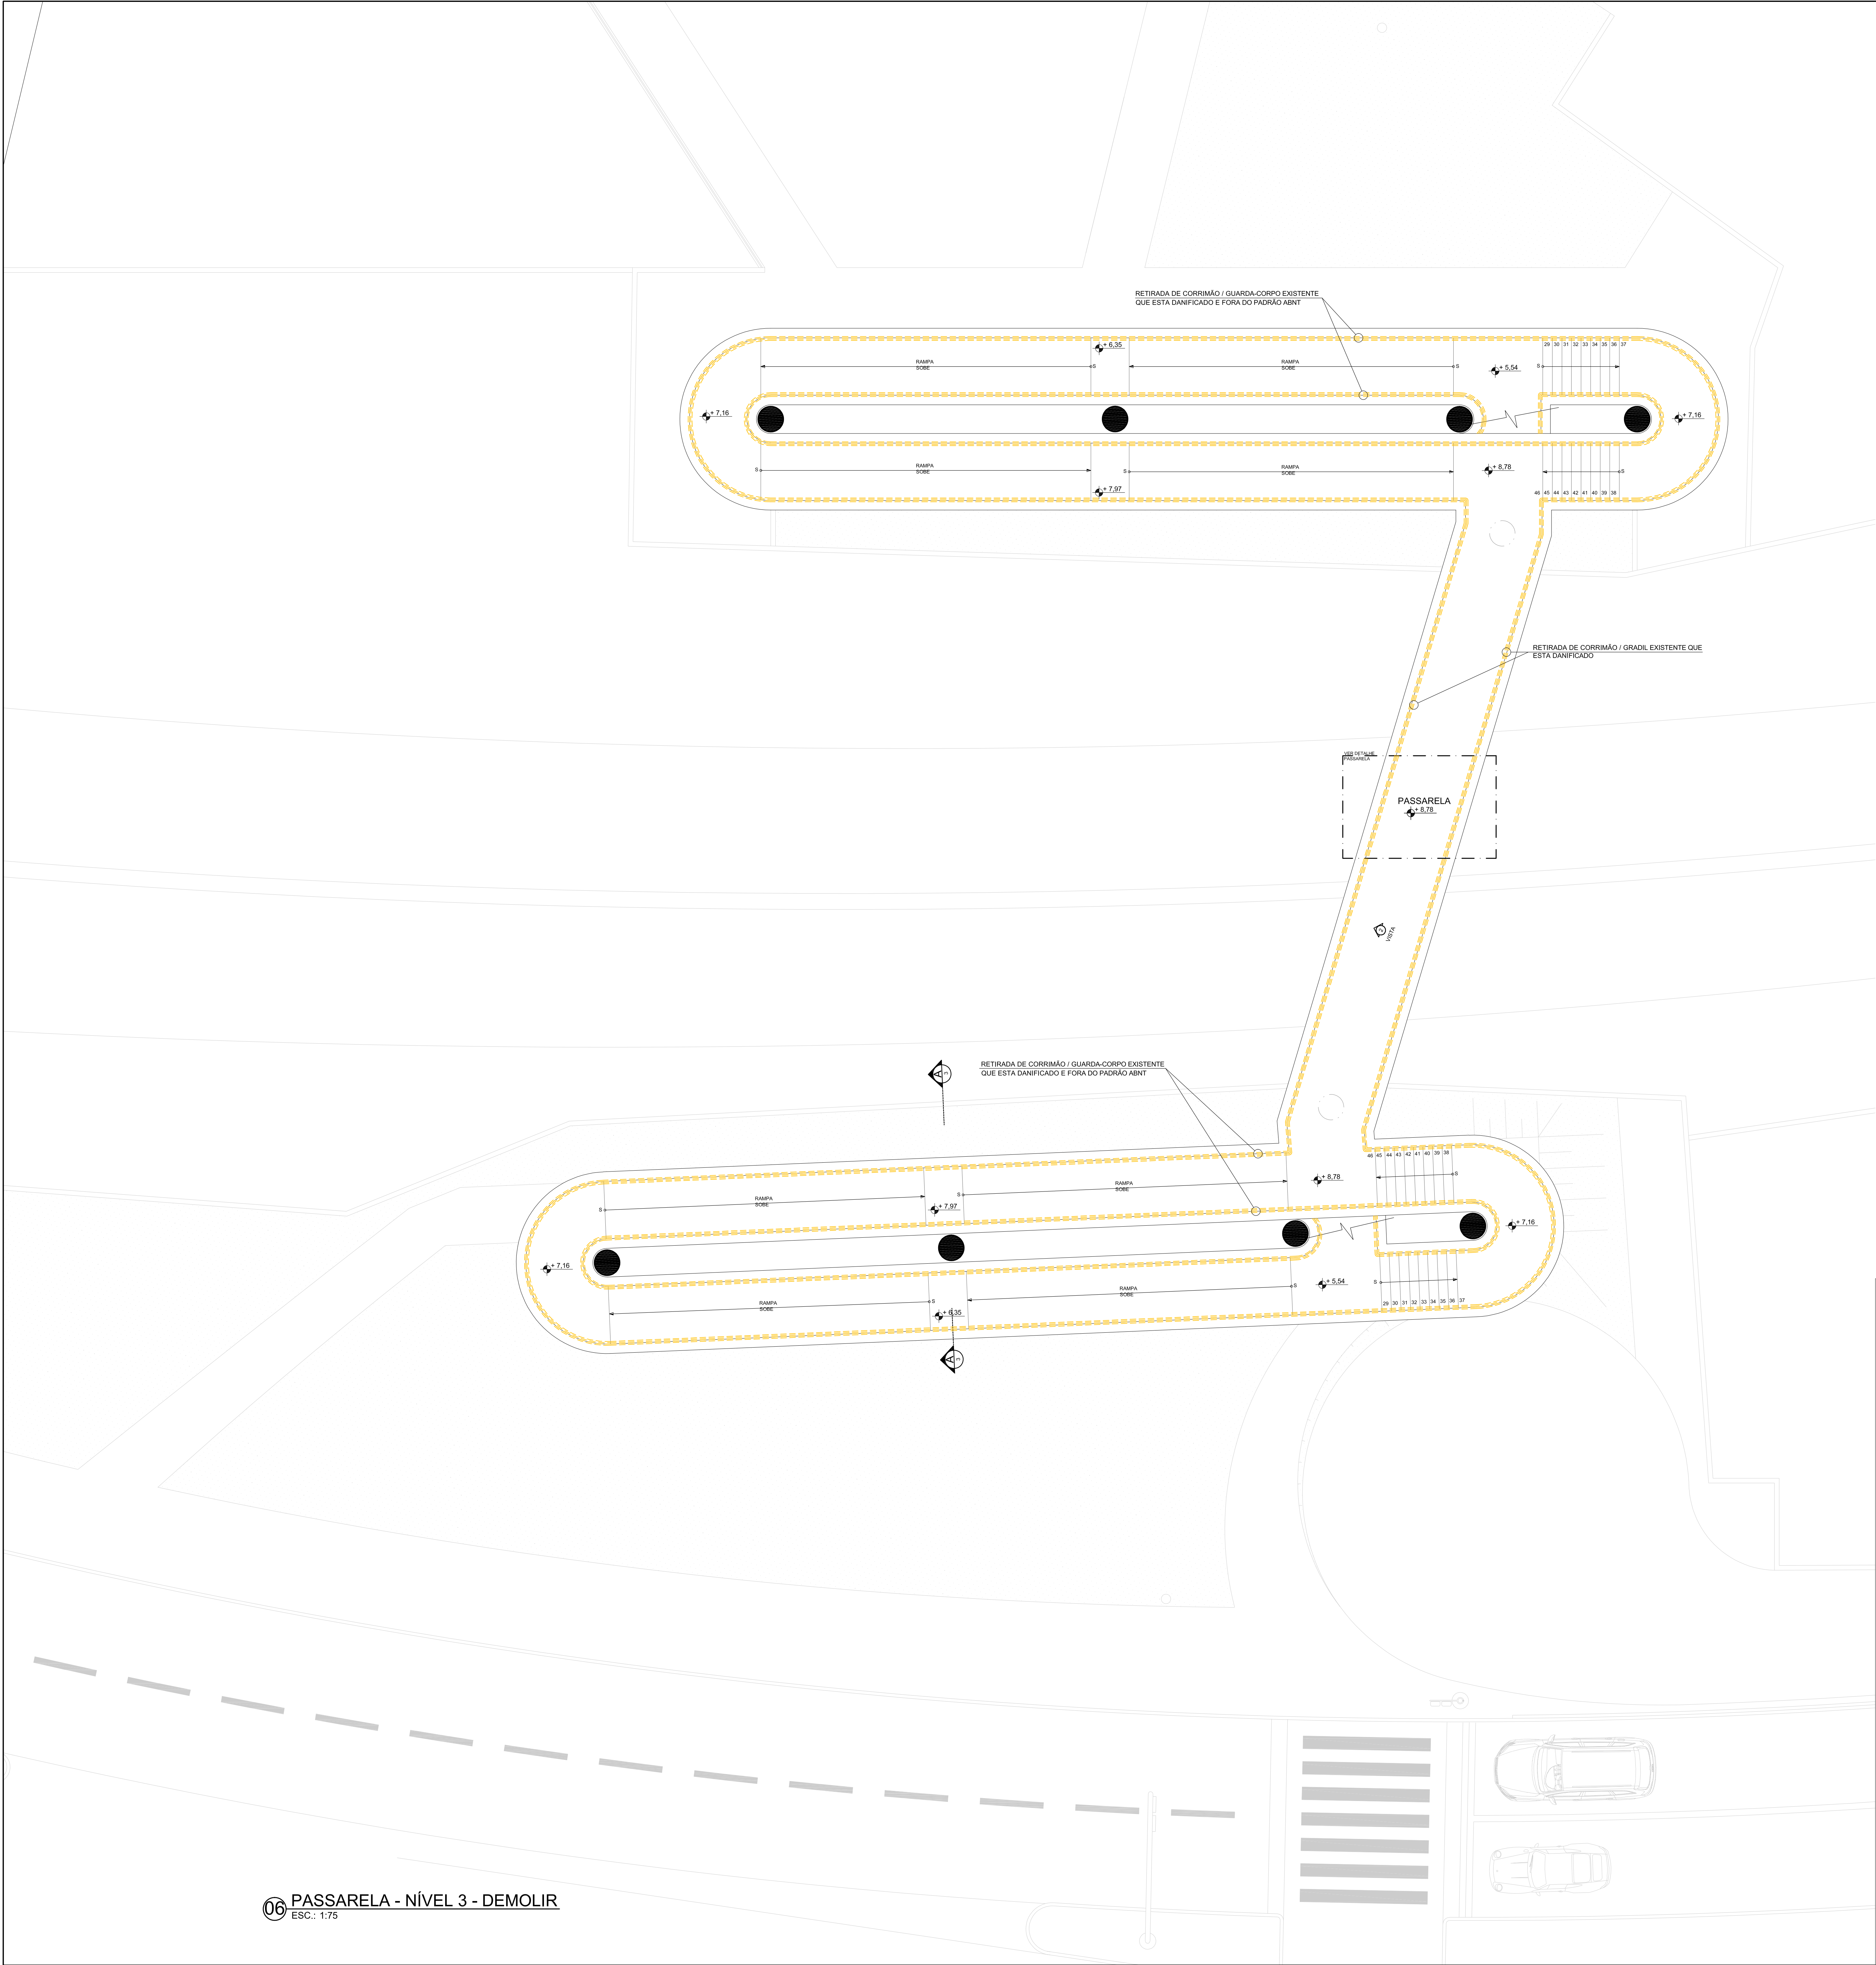 RETIRADA DE CORRIMÃO / GUARDA-CORPO EXISTENTE
QUE ESTA DANIFICADO E FORA DO PADRÃO ABNT
+ 6,35
29 30 31 32 33 34 35 36 37
RAMPA
SOBE
S
RAMPA
SOBE
S
+ 5,54
S
+ 7,16
+ 7,16
S
RAMPA
SOBE
S
RAMPA
SOBE
+ 8,78
S
+ 7,97
46 45 44 43 42 41 40 39 38
RETIRADA DE CORRIMÃO / GRADIL EXISTENTE QUE
ESTA DANIFICADO
VER DETALHE
PASSARELA
PASSARELA
+ 8,78
2
VISTA
A
3
RETIRADA DE CORRIMÃO / GUARDA-CORPO EXISTENTE
QUE ESTA DANIFICADO E FORA DO PADRÃO ABNT
46 45 44 43 42 41 40 39 38
S
RAMPA
SOBE
S
RAMPA
SOBE
+ 8,78
S
+ 7,97
+ 7,16
+ 7,16
RAMPA
SOBE
S
RAMPA
SOBE
S
+ 5,54
S
+ 6,35
29 30 31 32 33 34 35 36 37
A
3
06 PASSARELA - NÍVEL 3 - DEMOLIR
ESC.: 1:75